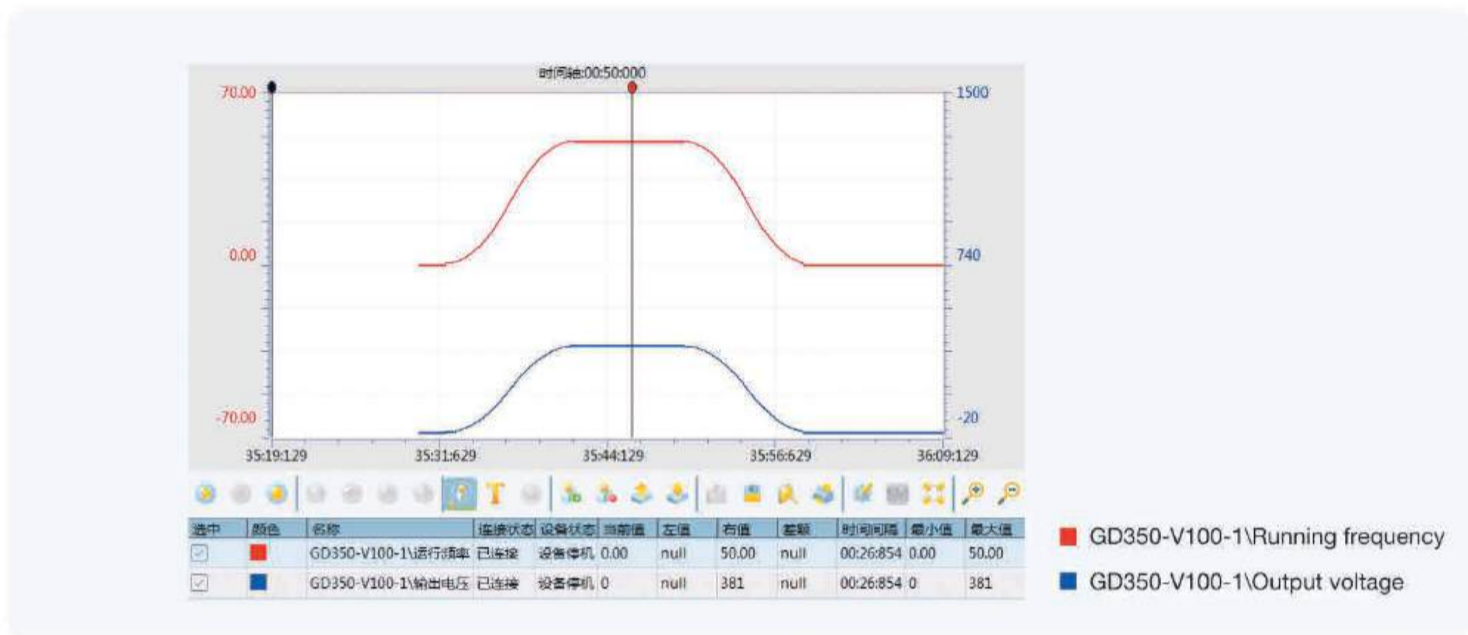 时间轴:00:50:000
70.00
1500
0.00
740
-70.00
-20
35:19:129 35:31:629 35:44:129 35:56:629 36:09:129
选中 颜色 名称 连接状态 设备状态 当前值 左值 右值 差额 时间间隔 最小值 最大值
GD350-V100-1\运行频率 已连接 设备停机 0.00 null 50.00 null 00:26:854 0.00 50.00
GD350-V100-1\输出电压 已连接 设备停机 0 null 381 null 00:26:854 0 381
GD350-V100-1\Running frequency
GD350-V100-1\Output voltage